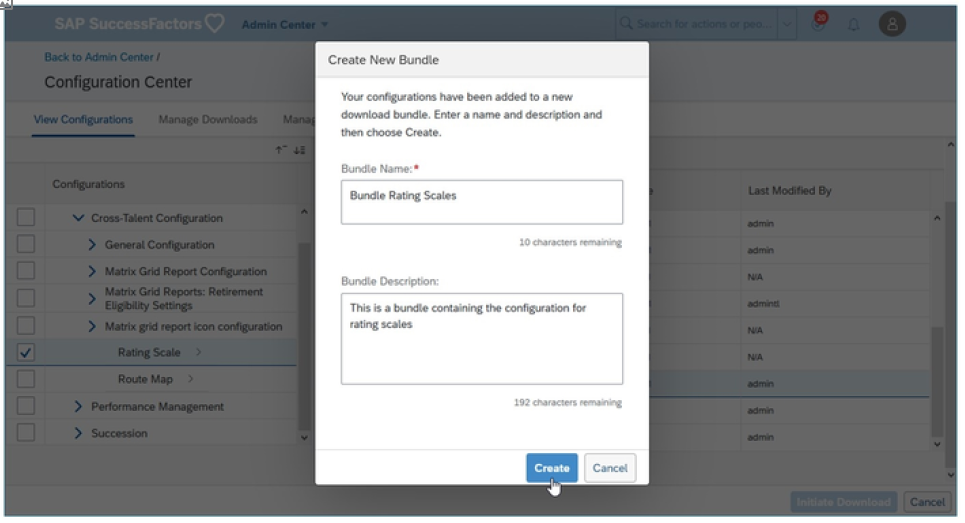 SAP SuccessFactors Admin Center
Search for actions or peo...
20
Back to Admin Center /
Configuration Center
View Configurations Manage Downloads Manag
Create New Bundle
Your configurations have been added to a new
download bundle. Enter a name and description and
then choose Create.
Bundle Name:*
Bundle Rating Scales
10 characters remaining
Bundle Description:
This is a bundle containing the configuration for
rating scales
192 characters remaining
Create Cancel
Configurations
Cross-Talent Configuration
General Configuration
Matrix Grid Report Configuration
Matrix Grid Reports: Retirement
Eligibility Settings
Matrix grid report icon configuration
Rating Scale
Route Map
Performance Management
Succession
Last Modified By
admin
admin
N/A
N/A
N/A
admin
admin
admin
Initiate Download Cancel